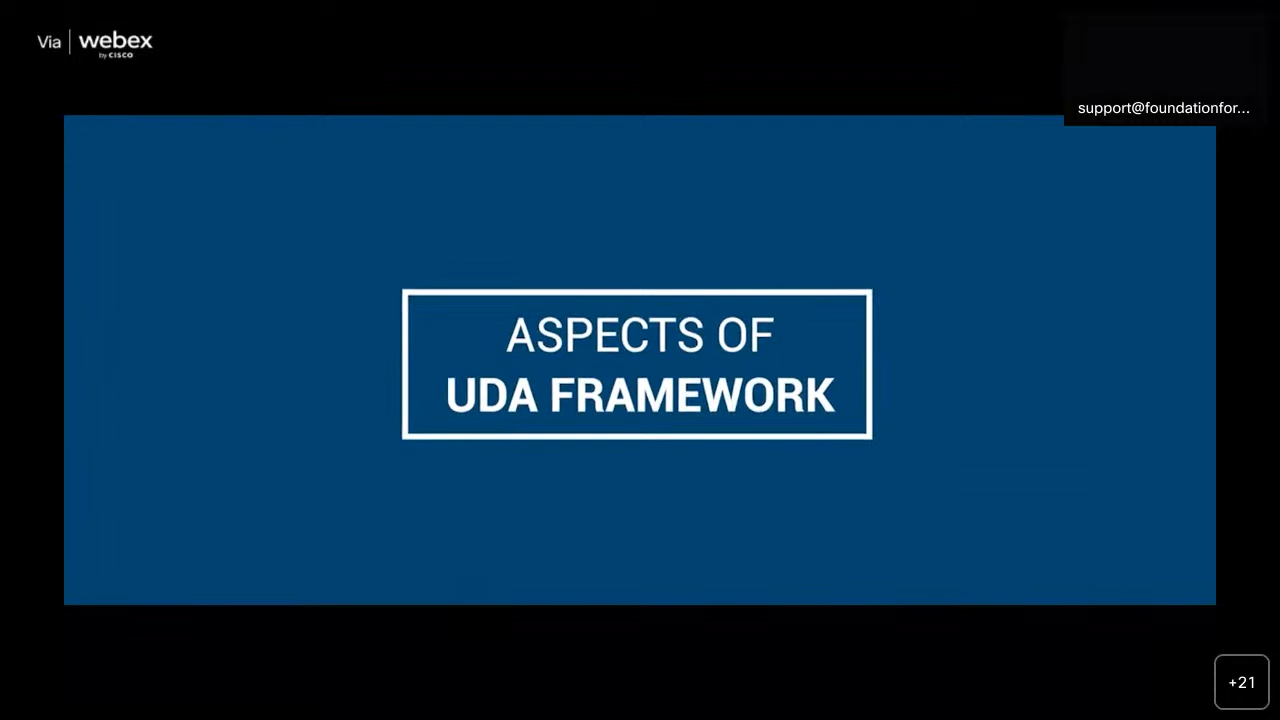 Via | webex
by CISCO
support@foundationfor...
ASPECTS OF
UDA FRAMEWORK
+21